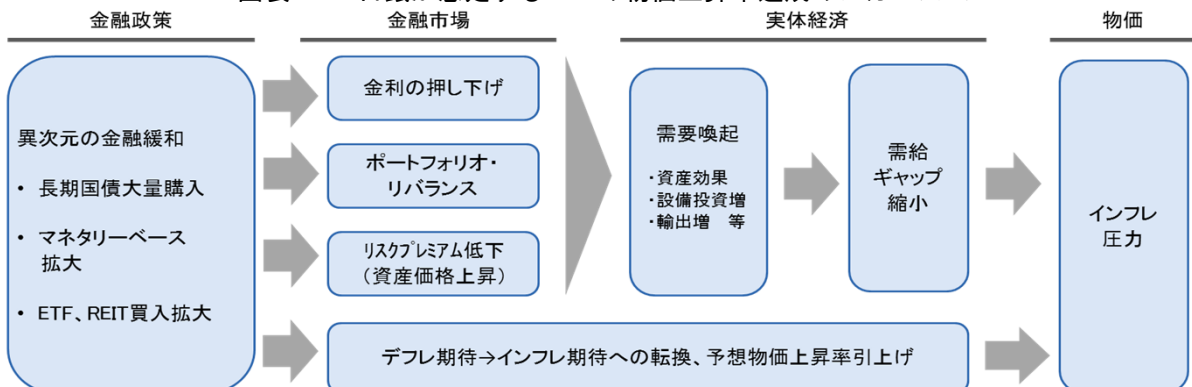 金融政策
金融市場
実体経済
物価
異次元の金融緩和
• 長期国債大量購入
• マネタリーベース
拡大
• ETF、REIT買入拡大
金利の押し下げ
ポートフォリオ・
リバランス
リスクプレミアム低下
（資産価格上昇）
需要喚起
・資産効果
・設備投資増
・輸出増　等
需給
ギャップ
縮小
デフレ期待→インフレ期待への転換、予想物価上昇率引上げ
インフレ
圧力